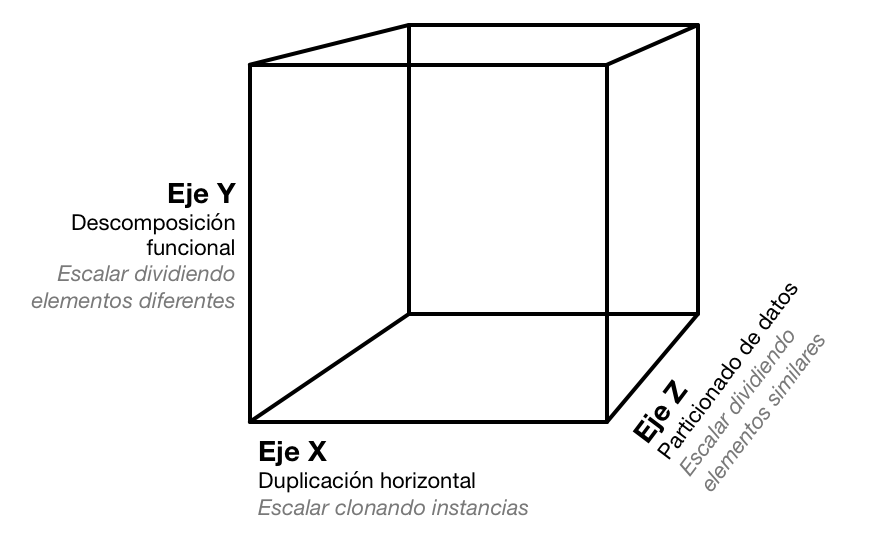 Eje Y
Descomposición
funcional
Escalar dividiendo
elementos diferentes
Eje X
Duplicación horizontal
Escalar clonando instancias
Eje Z
Particionado de datos
Escalar dividiendo
elementos similares